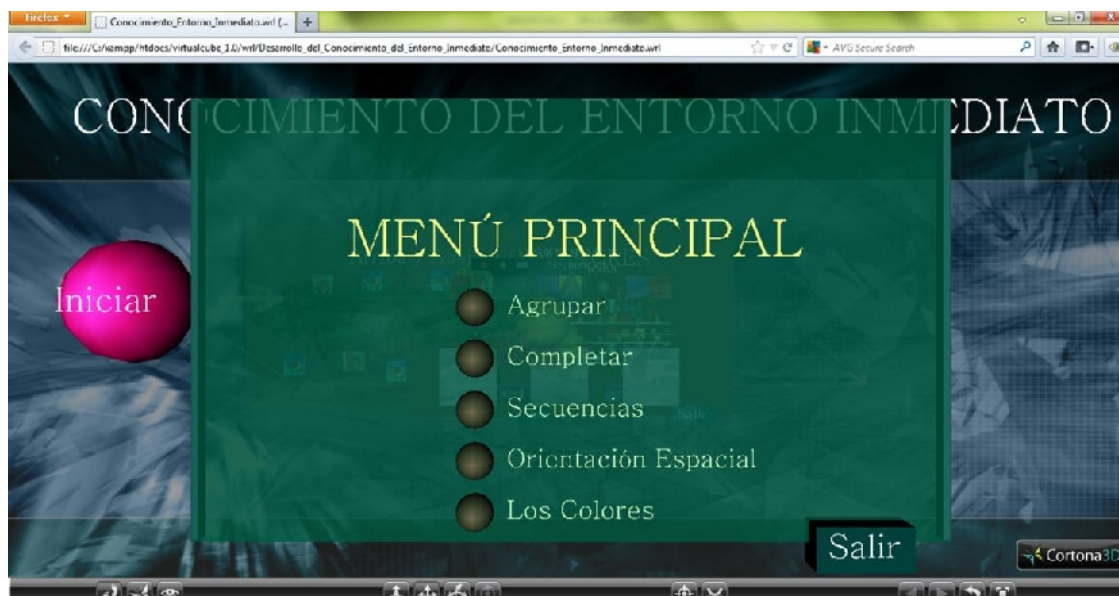 Firefox
Conocimiento_Entorno_Inmediato.wrl (...
file:///C:/xampp/htdocs/virtualcube_1.0/wrl/Desarrollo_del_Conocimiento_del_Entorno_Inmediato/Conocimiento_Entorno_Inmediato.wrl
AVG Secure Search
CONOCIMIENTO DEL ENTORNO INMEDIATO
MENÚ PRINCIPAL
Iniciar
Agrupar
Completar
Secuencias
Orientación Espacial
Los Colores
Salir
Cortona3D